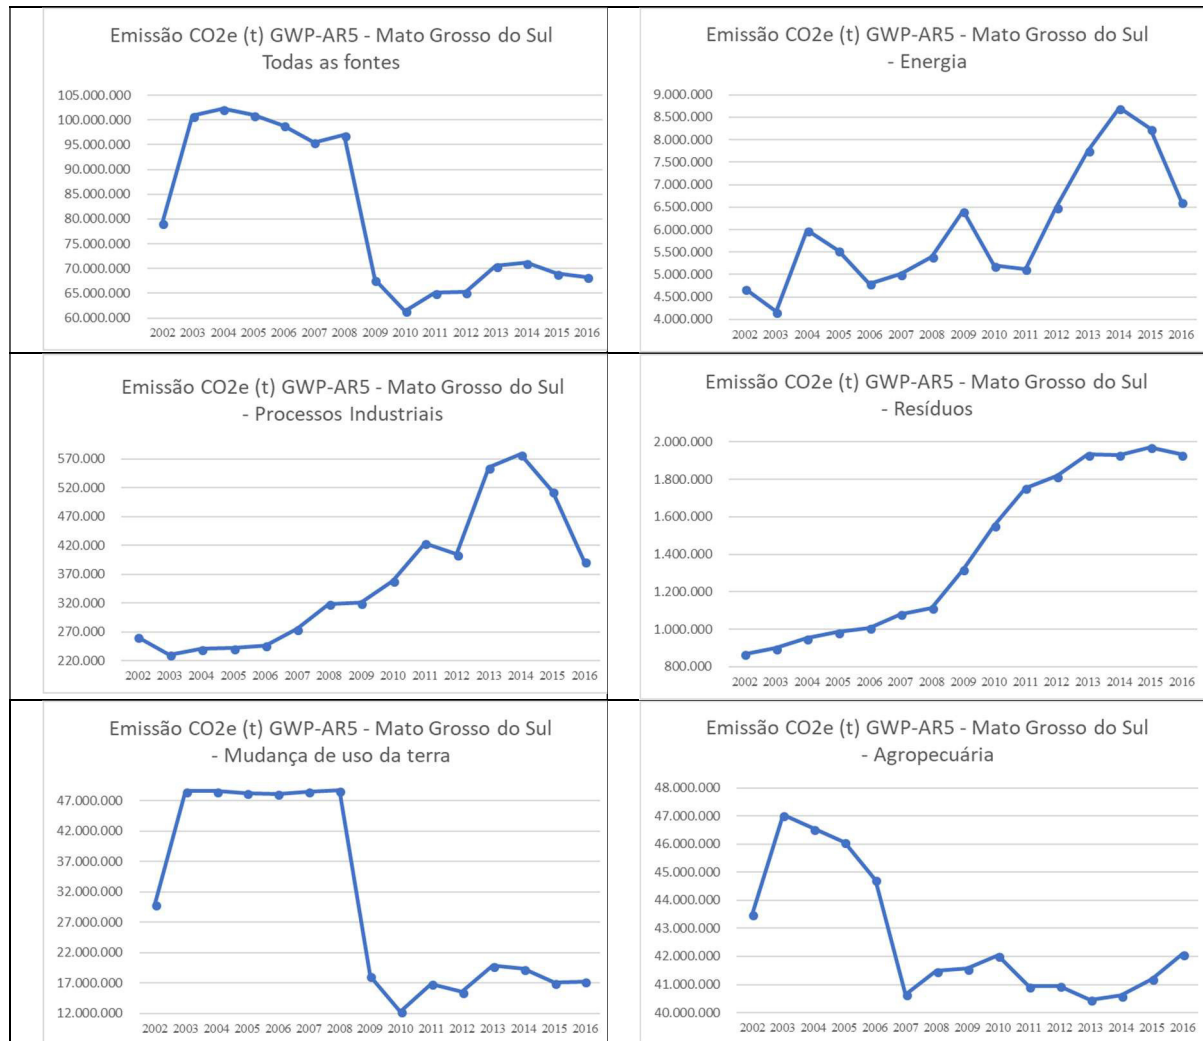 Emissão CO2e (t) GWP-AR5 - Mato Grosso do Sul
Todas as fontes
105.000.000
100.000.000
95.000.000
90.000.000
85.000.000
80.000.000
75.000.000
70.000.000
65.000.000
60.000.000
2002 2003 2004 2005 2006 2007 2008 2009 2010 2011 2012 2013 2014 2015 2016
Emissão CO2e (t) GWP-AR5 - Mato Grosso do Sul
- Energia
9.000.000
8.500.000
8.000.000
7.500.000
7.000.000
6.500.000
6.000.000
5.500.000
5.000.000
4.500.000
4.000.000
2002 2003 2004 2005 2006 2007 2008 2009 2010 2011 2012 2013 2014 2015 2016
Emissão CO2e (t) GWP-AR5 - Mato Grosso do Sul
- Processos Industriais
570.000
520.000
470.000
420.000
370.000
320.000
270.000
220.000
2002 2003 2004 2005 2006 2007 2008 2009 2010 2011 2012 2013 2014 2015 2016
Emissão CO2e (t) GWP-AR5 - Mato Grosso do Sul
- Resíduos
2.000.000
1.800.000
1.600.000
1.400.000
1.200.000
1.000.000
800.000
2002 2003 2004 2005 2006 2007 2008 2009 2010 2011 2012 2013 2014 2015 2016
Emissão CO2e (t) GWP-AR5 - Mato Grosso do Sul
- Mudança de uso da terra
47.000.000
42.000.000
37.000.000
32.000.000
27.000.000
22.000.000
17.000.000
12.000.000
2002 2003 2004 2005 2006 2007 2008 2009 2010 2011 2012 2013 2014 2015 2016
Emissão CO2e (t) GWP-AR5 - Mato Grosso do Sul
- Agropecuária
48.000.000
47.000.000
46.000.000
45.000.000
44.000.000
43.000.000
42.000.000
41.000.000
40.000.000
2002 2003 2004 2005 2006 2007 2008 2009 2010 2011 2012 2013 2014 2015 2016